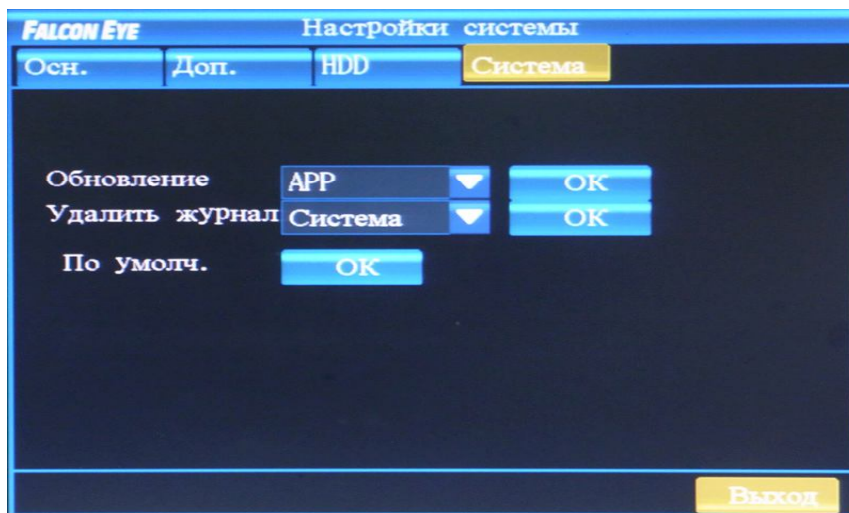 FALCON EYE Настройки системы
Осн. Доп. HDD Система
Обновление APP OK
Удалить журнал Система OK
По умолч. OK
Выход